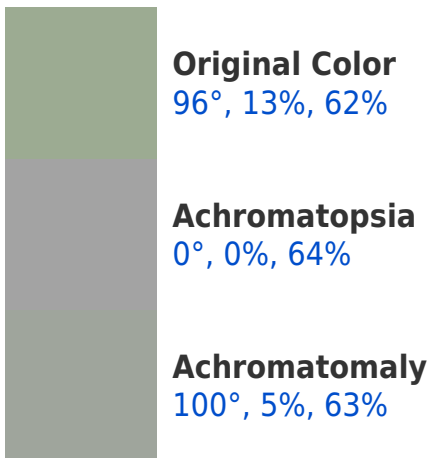 Original Color
96°, 13%, 62%
Achromatopsia
0°, 0%, 64%
Achromatomaly
100°, 5%, 63%